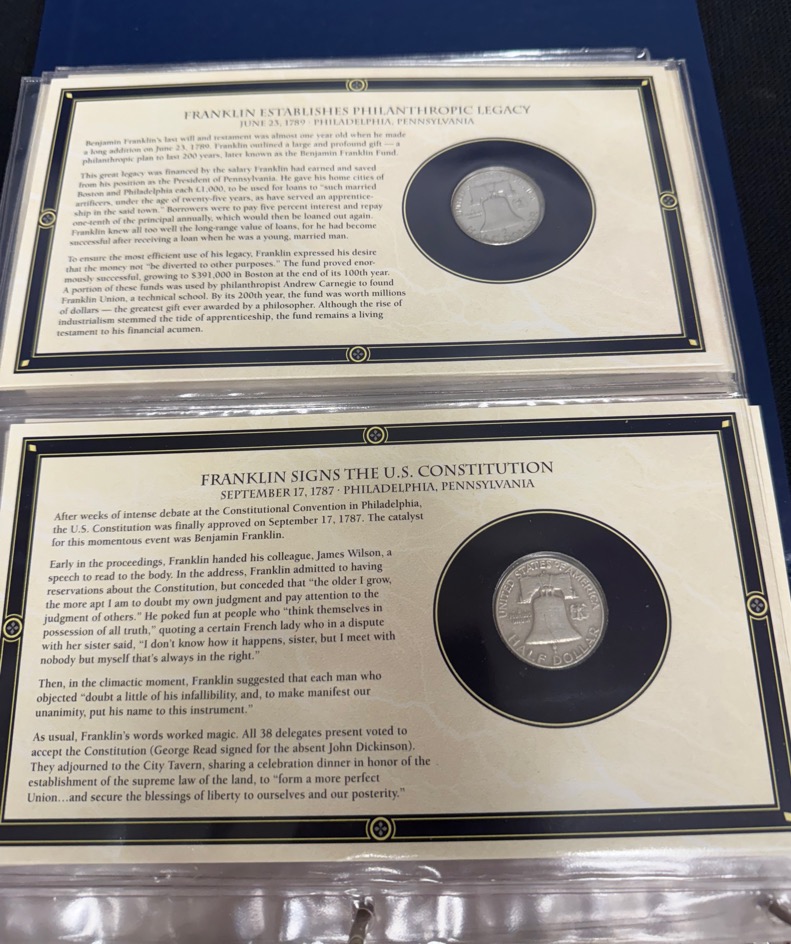 FRANKLIN ESTABLISHES PHILANTHROPIC LEGACY
JUNE 23, 1789 · PHILADELPHIA, PENNSYLVANIA
Benjamin Franklin's last will and testament was almost one year old when he made
a long addition on June 23, 1789. Franklin outlined a large and profound gift — a
philanthropic plan to last 200 years, later known as the Benjamin Franklin Fund.
This great legacy was financed by the salary Franklin had earned and saved
from his position as the President of Pennsylvania. He gave his home cities of
Boston and Philadelphia each £1,000, to be used for loans to "such married
artificers, under the age of twenty-five years, as have served an apprentice-
ship in the said town." Borrowers were to pay five percent interest and repay
one-tenth of the principal annually, which would then be loaned out again.
Franklin knew all too well the long-range value of loans, for he had become
successful after receiving a loan when he was a young, married man.
To ensure the most efficient use of his legacy, Franklin expressed his desire
that the money not "be diverted to other purposes." The fund proved enor-
mously successful, growing to $391,000 in Boston at the end of its 100th year.
A portion of these funds was used by philanthropist Andrew Carnegie to found
Franklin Union, a technical school. By its 200th year, the fund was worth millions
of dollars — the greatest gift ever awarded by a philosopher. Although the rise of
industrialism stemmed the tide of apprenticeship, the fund remains a living
testament to his financial acumen.
FRANKLIN SIGNS THE U.S. CONSTITUTION
SEPTEMBER 17, 1787 · PHILADELPHIA, PENNSYLVANIA
After weeks of intense debate at the Constitutional Convention in Philadelphia,
the U.S. Constitution was finally approved on September 17, 1787. The catalyst
for this momentous event was Benjamin Franklin.
Early in the proceedings, Franklin handed his colleague, James Wilson, a
speech to read to the body. In the address, Franklin admitted to having
reservations about the Constitution, but conceded that "the older I grow,
the more apt I am to doubt my own judgment and pay attention to the
judgment of others." He poked fun at people who "think themselves in
possession of all truth," quoting a certain French lady who in a dispute
with her sister said, "I don't know how it happens, sister, but I meet with
nobody but myself that's always in the right."
Then, in the climactic moment, Franklin suggested that each man who
objected "doubt a little of his infallibility, and, to make manifest our
unanimity, put his name to this instrument."
As usual, Franklin's words worked magic. All 38 delegates present voted to
accept the Constitution (George Read signed for the absent John Dickinson).
They adjourned to the City Tavern, sharing a celebration dinner in honor of the
establishment of the supreme law of the land, to "form a more perfect
Union...and secure the blessings of liberty to ourselves and our posterity."
UNITED STATES OF AMERICA
HALF DOLLAR